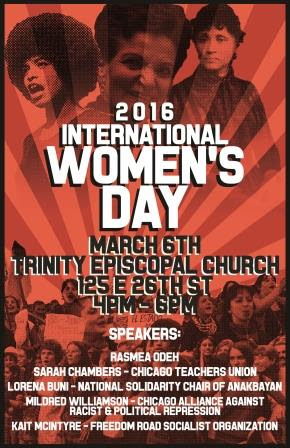 2016
INTERNATIONAL
WOMEN'S
DAY
MARCH 6TH
TRINITY EPISCOPAL CHURCH
125 E 26TH ST
4PM - 6PM
SPEAKERS:
RASMEA ODEH
SARAH CHAMBERS - CHICAGO TEACHERS UNION
LORENA BUNI - NATIONAL SOLIDARITY CHAIR OF ANAKBAYAN
MILDRED WILLIAMSON - CHICAGO ALLIANCE AGAINST
RACIST & POLITICAL REPRESSION
KAIT MCINTYRE - FREEDOM ROAD SOCIALIST ORGANIZATION